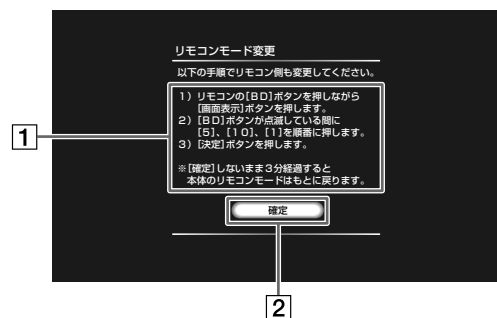 リモコンモード変更
以下の手順でリモコン側も変更してください。
1）リモコンの[BD]ボタンを押しながら
[画面表示]ボタンを押します。
2）[BD]ボタンが点滅している間に
[5]、[10]、[1]を順番に押します。
3）[決定]ボタンを押します。
※[確定]しないまま3分経過すると
本体のリモコンモードはもとに戻ります。
1
確定
2